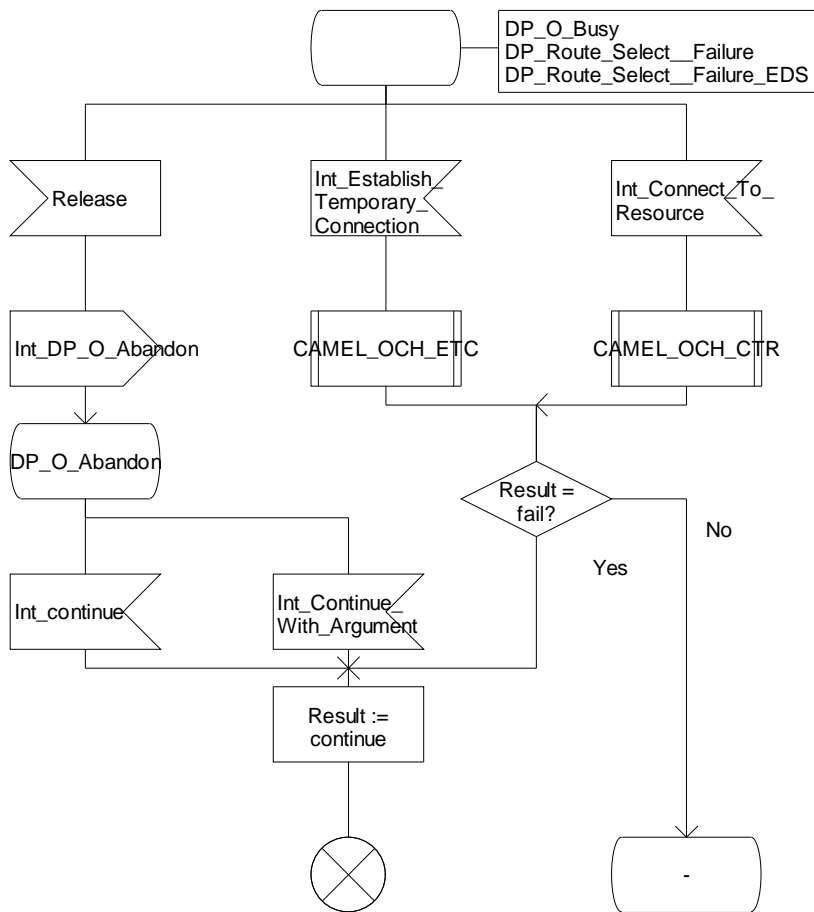 DP_O_Busy
DP_Route_Select__Failure
DP_Route_Select__Failure_EDS
Release
Int_Establish_
Temporary_
Connection
Int_Connect_To_
Resource
Int_DP_O_Abandon
CAMEL_OCH_ETC
CAMEL_OCH_CTR
DP_O_Abandon
Result =
fail?
No
Yes
Int_continue
Int_Continue_
With_Argument
Result :=
continue
-